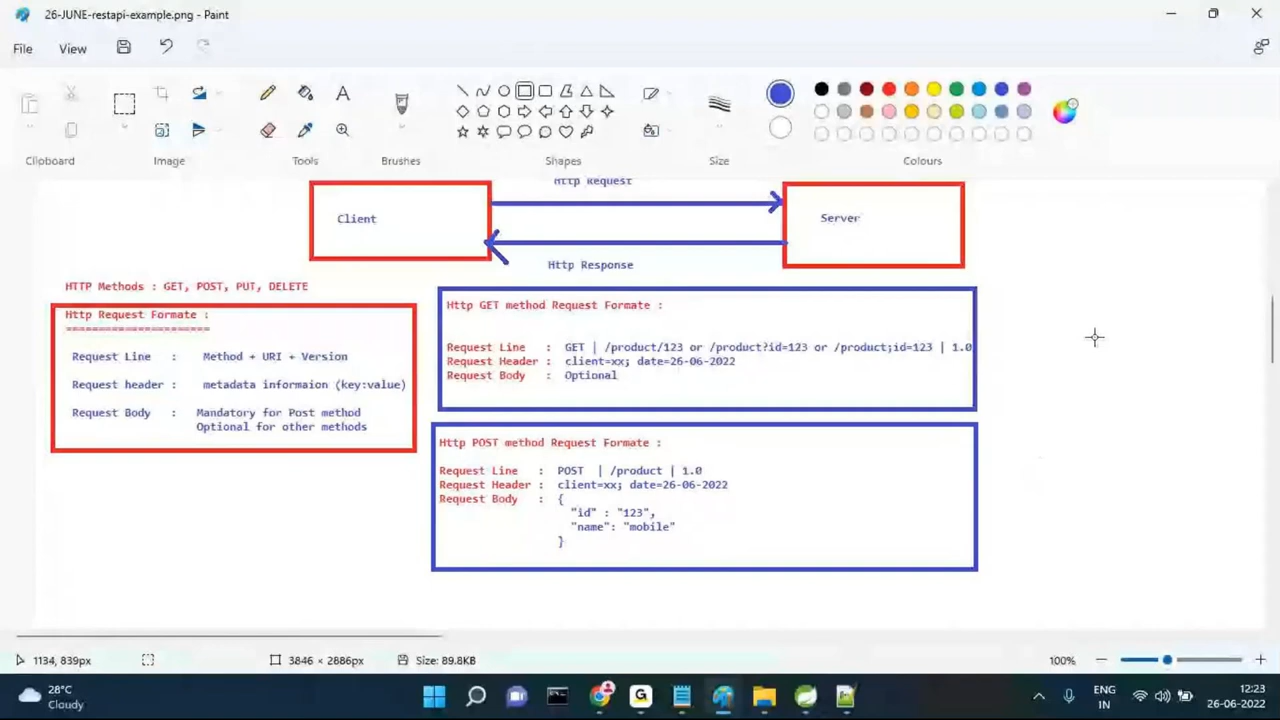 26-JUNE-restapi-example.png - Paint
File View
Clipboard Image Tools Brushes Shapes Size Colours
Http Request
Client
Server
Http Response
HTTP Methods : GET, POST, PUT, DELETE
Http Request Formate :
======================
Request Line : Method + URI + Version
Request header : metadata informaion (key:value)
Request Body : Mandatory for Post method
Optional for other methods
Http GET method Request Formate :
Request Line : GET | /product/123 or /product?id=123 or /product;id=123 | 1.0
Request Header : client=xx; date=26-06-2022
Request Body : Optional
Http POST method Request Formate :
Request Line : POST | /product | 1.0
Request Header : client=xx; date=26-06-2022
Request Body : {
"id" : "123",
"name": "mobile"
}
1134, 839px
3846 × 2886px
Size: 89.8KB
100%
28°C
Cloudy
ENG
IN
12:23
26-06-2022